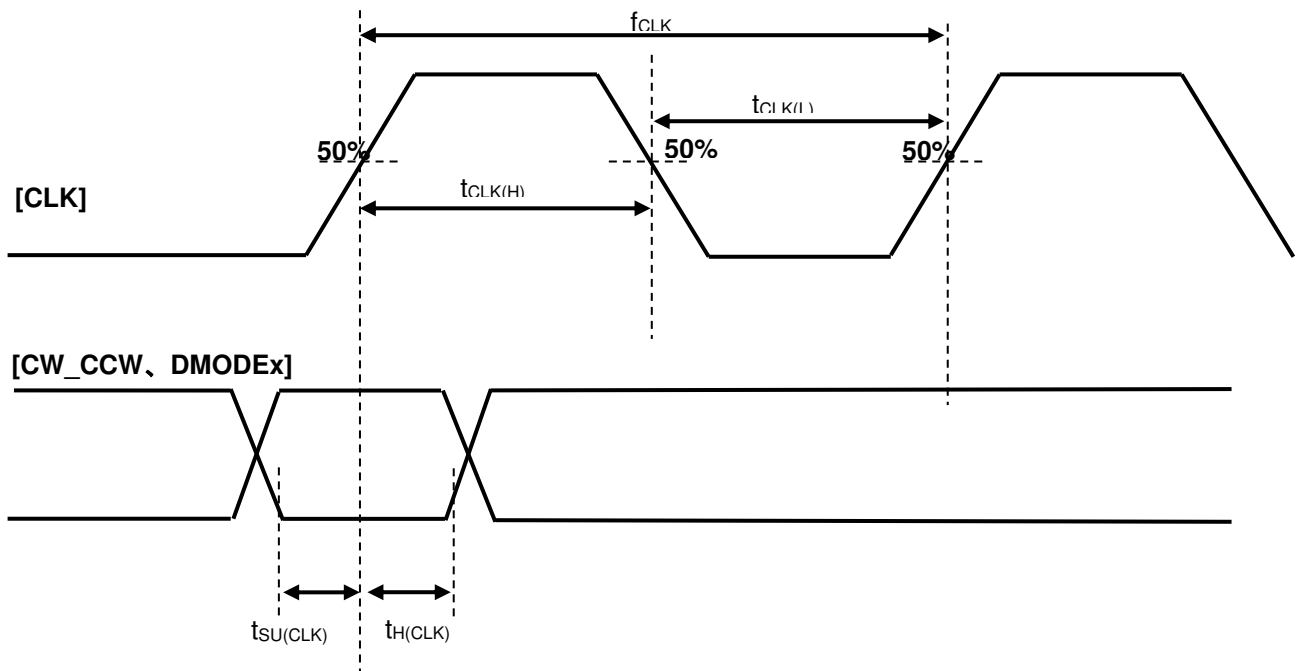 fCLK
tCLK(L)
50% 50% 50%
tCLK(H)
[CLK]
[CW_CCW、DMODEx]
tSU(CLK) tH(CLK)